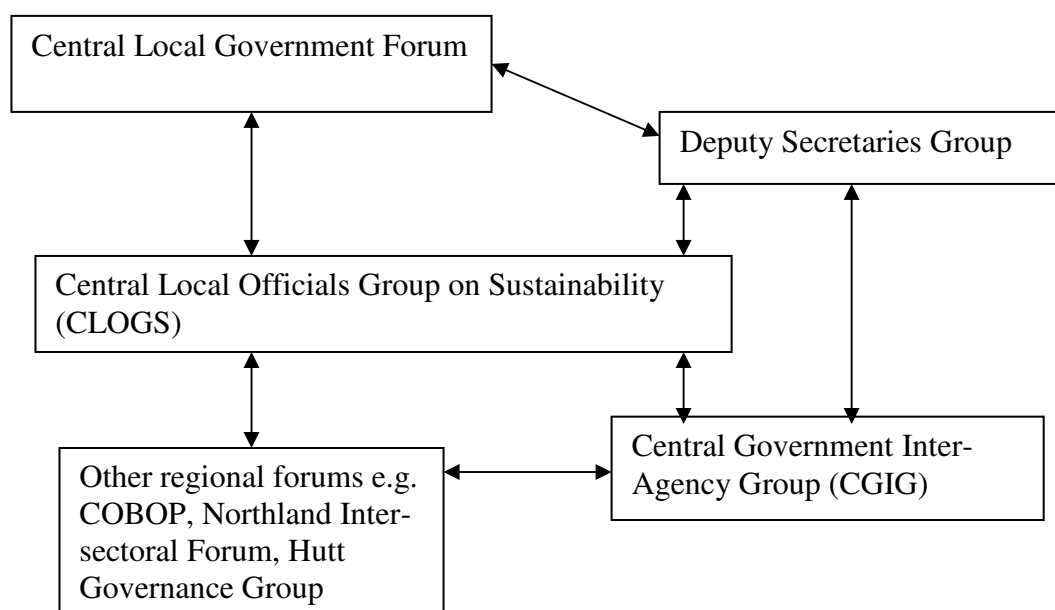 Central Local Government Forum
Deputy Secretaries Group
Central Local Officials Group on Sustainability
(CLOGS)
Central Government Inter-
Agency Group (CGIG)
Other regional forums e.g.
COBOP, Northland Inter-
sectoral Forum, Hutt
Governance Group